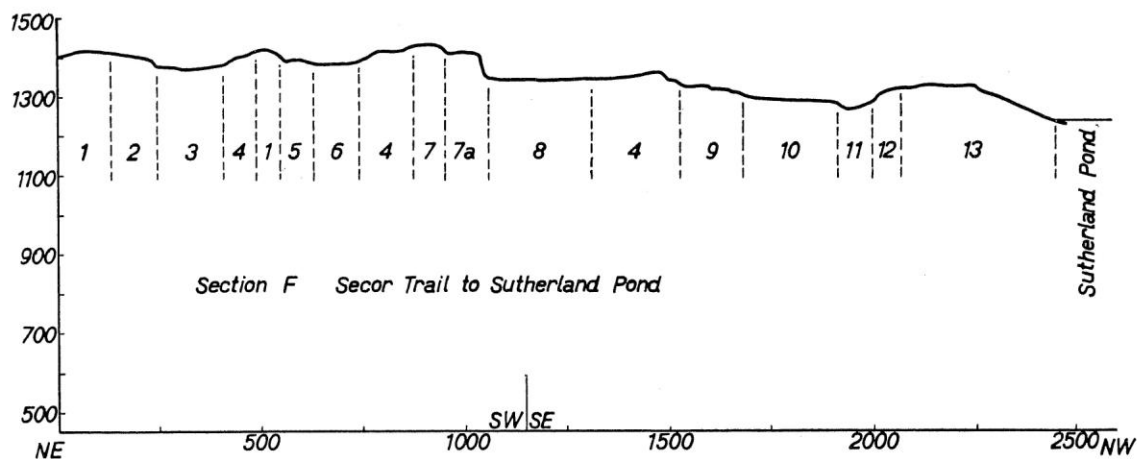 1500
1300
1 2 3 4 1 5 6 4 7 7a 8 4 9 10 11 12 13
1100
Sutherland Pond
900
Section F Secor Trail to Sutherland Pond
700
500
SW SE
NE 500 1000 1500 2000 2500 NW